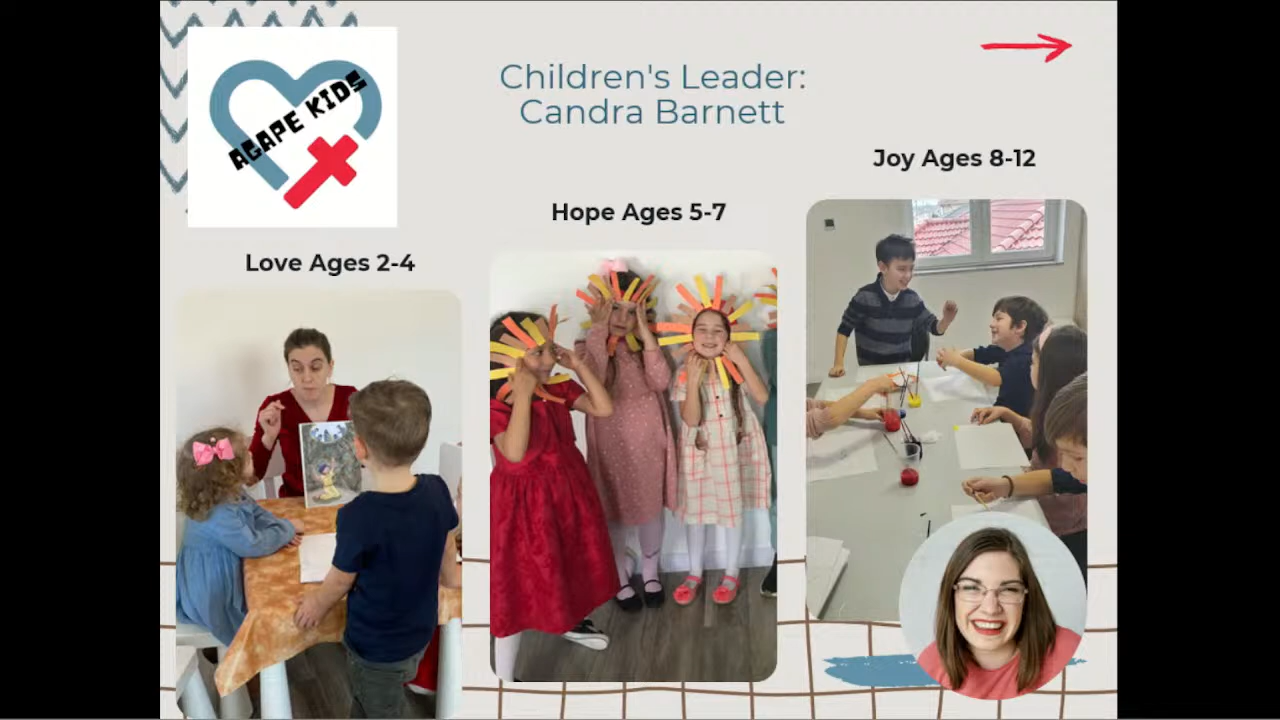 AGAPE KIDS
Children's Leader:
Candra Barnett
Love Ages 2-4
Hope Ages 5-7
Joy Ages 8-12